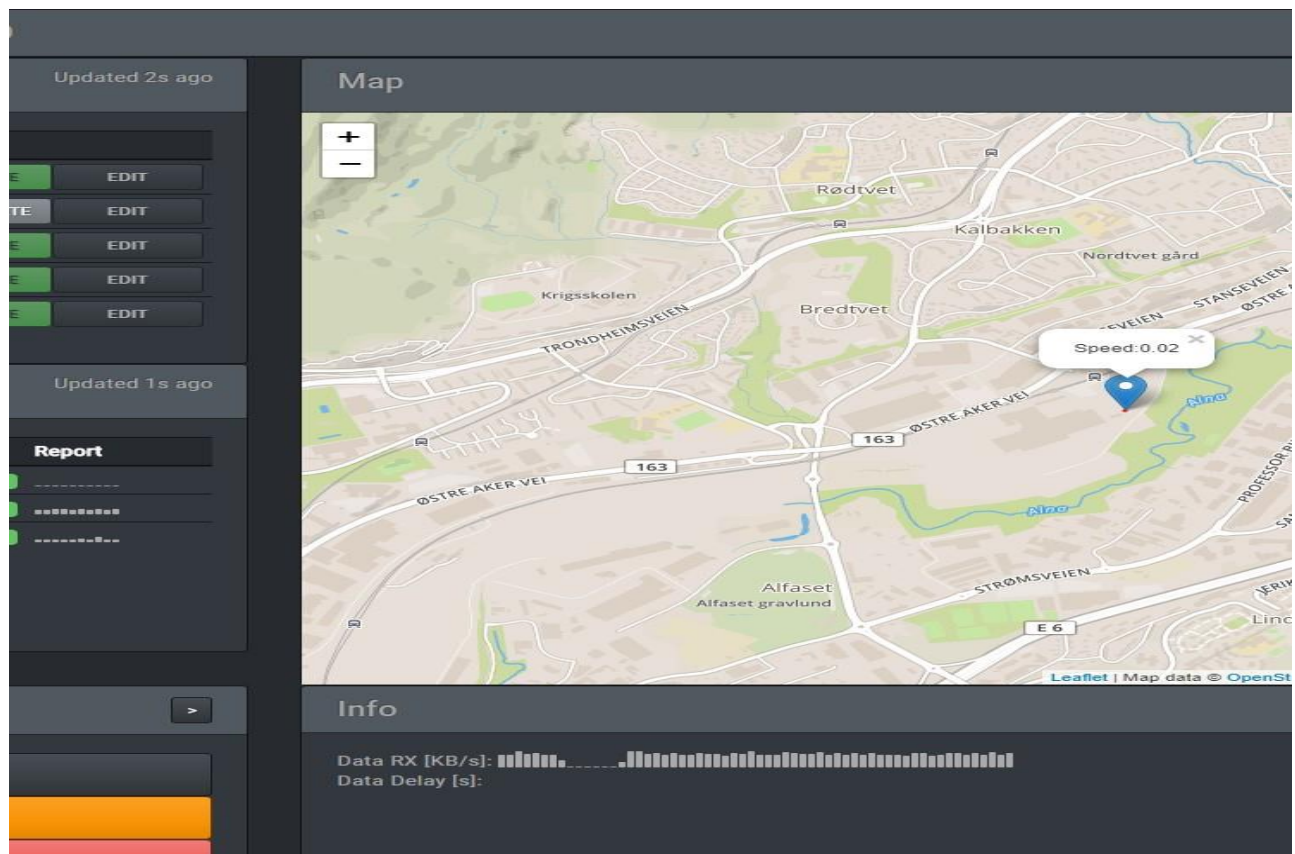 Updated 2s ago
EDIT
TE EDIT
EDIT
EDIT
EDIT
Updated 1s ago
Report
>
Map
+
−
Rødtvet
Kalbakken
Nordtvet gård
Krigsskolen
Bredtvet
STANSEVEIEN
ØSTRE A
TRONDHEIMSVEIEN
SEVEIEN
Speed:0.02 ×
Alna
ØSTRE AKER VEI
163
163
ØSTRE AKER VEI
PROFESSOR
Alna
STRØMSVEIEN
Alfaset
Alfaset gravlund
JERIK
E 6
Linc
Leaflet | Map data © OpenSt
Info
Data RX [KB/s]:
Data Delay [s]: